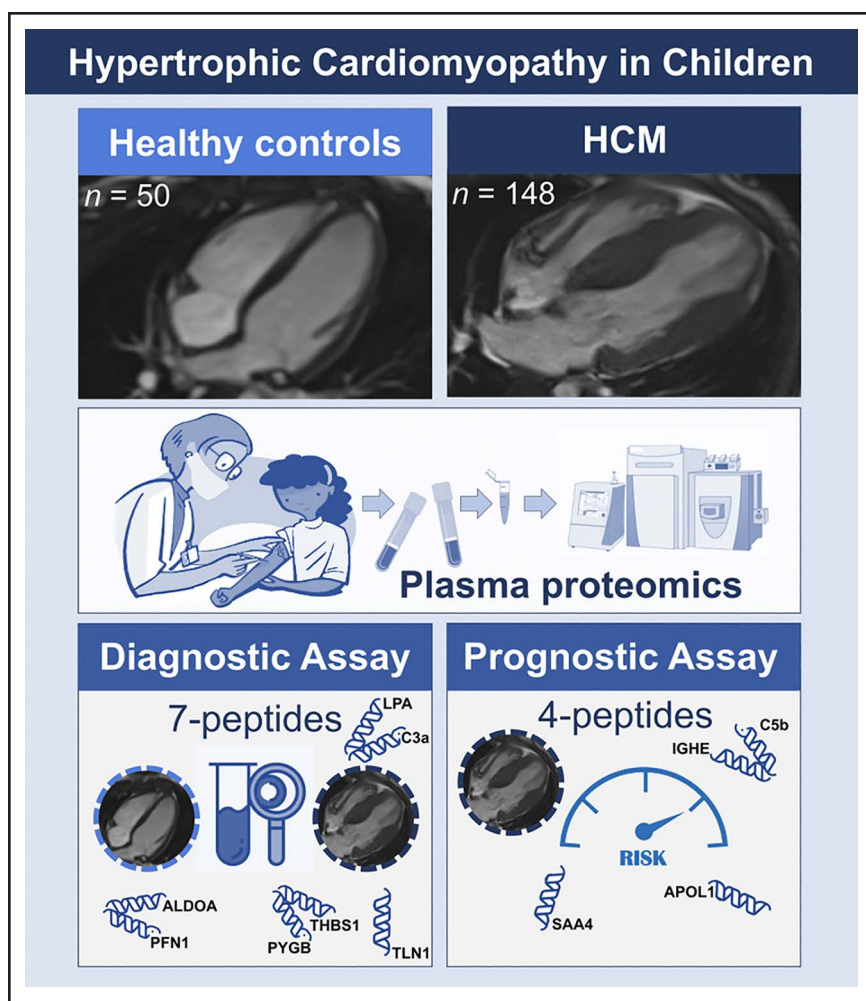 Hypertrophic Cardiomyopathy in Children
Healthy controls
n = 50
HCM
n = 148
Plasma proteomics
Diagnostic Assay
7-peptides
LPA
C3a
ALDOA
PFN1
THBS1
PYGB
TLN1
Prognostic Assay
4-peptides
C5b
IGHE
RISK
SAA4
APOL1